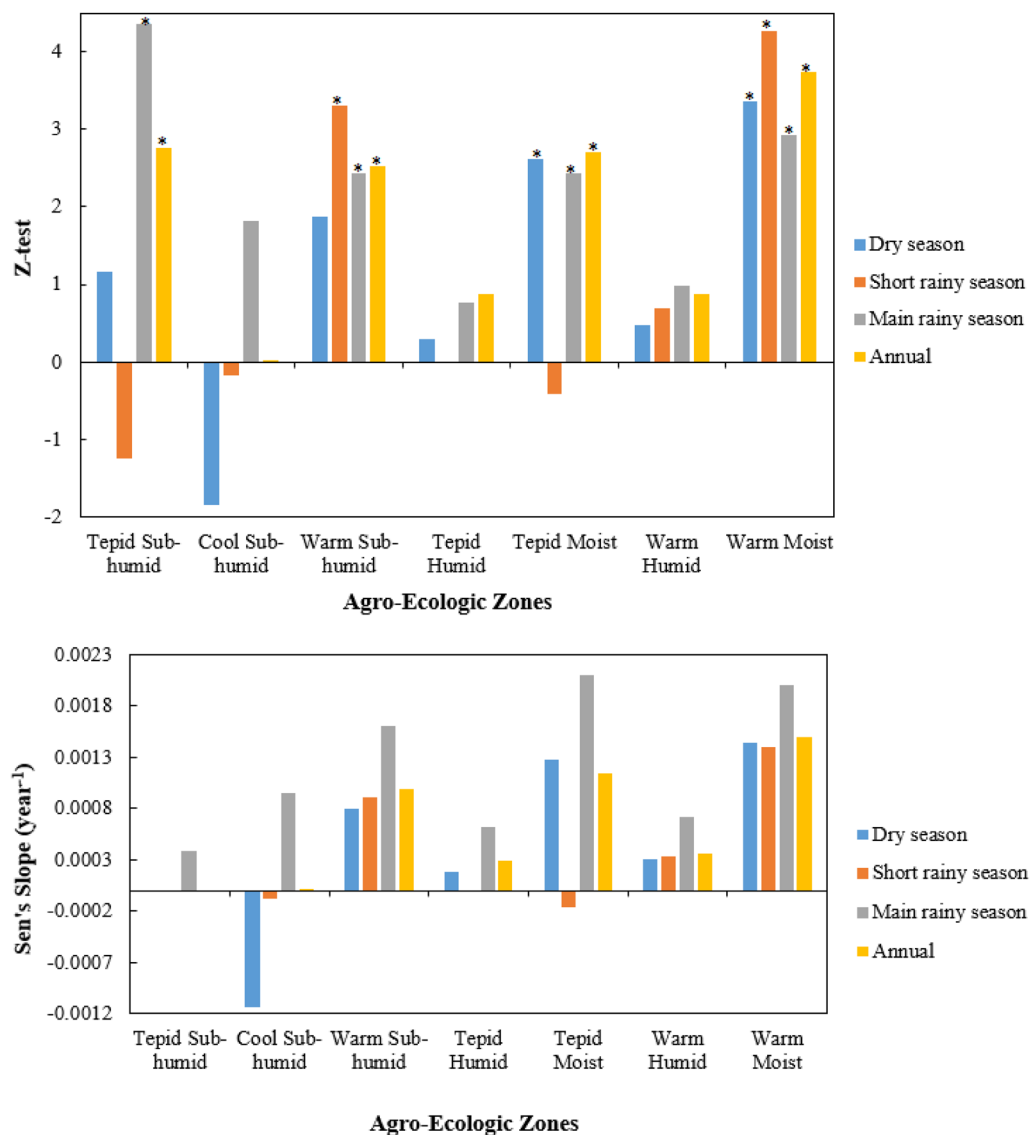 4
3
2
1
0
-1
-2
Z-test
* * * * * * * * * * * * *
Tepid Sub-humid
Cool Sub-humid
Warm Sub-humid
Tepid Humid
Tepid Moist
Warm Humid
Warm Moist
Agro-Ecologic Zones
Dry season
Short rainy season
Main rainy season
Annual
0.0023
0.0018
0.0013
0.0008
0.0003
-0.0002
-0.0007
-0.0012
Sen's Slope (year-1)
Tepid Sub-humid
Cool Sub-humid
Warm Sub-humid
Tepid Humid
Tepid Moist
Warm Humid
Warm Moist
Agro-Ecologic Zones
Dry season
Short rainy season
Main rainy season
Annual